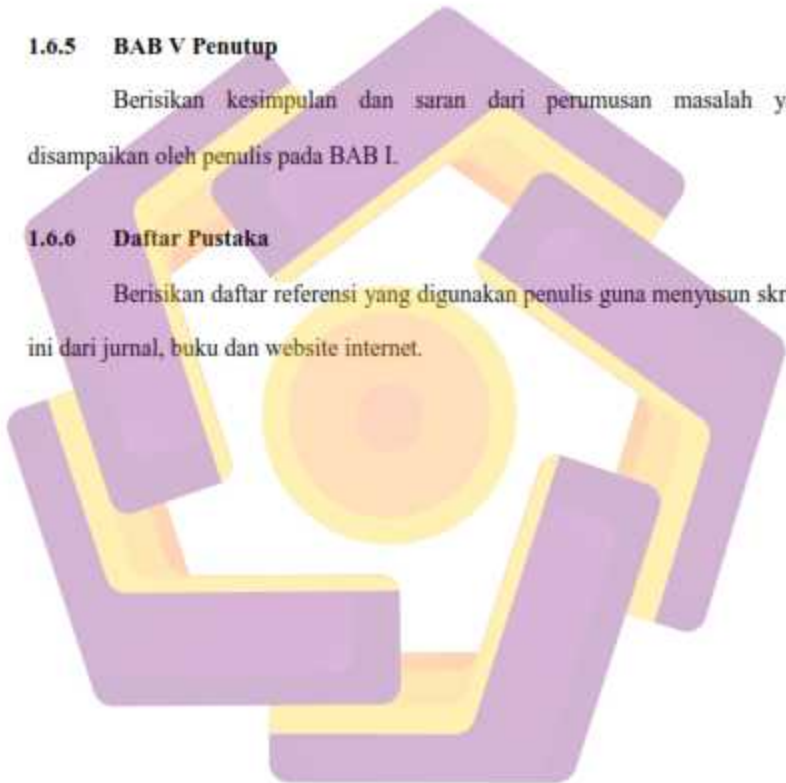 1.6.5 BAB V Penutup
Berisikan kesimpulan dan saran dari perumusan masalah
disampaikan oleh penulis pada BAB I.
1.6.6 Daftar Pustaka
Berisikan daftar referensi yang digunakan penulis guna menyusun
ini dari jurnal, buku dan website internet.